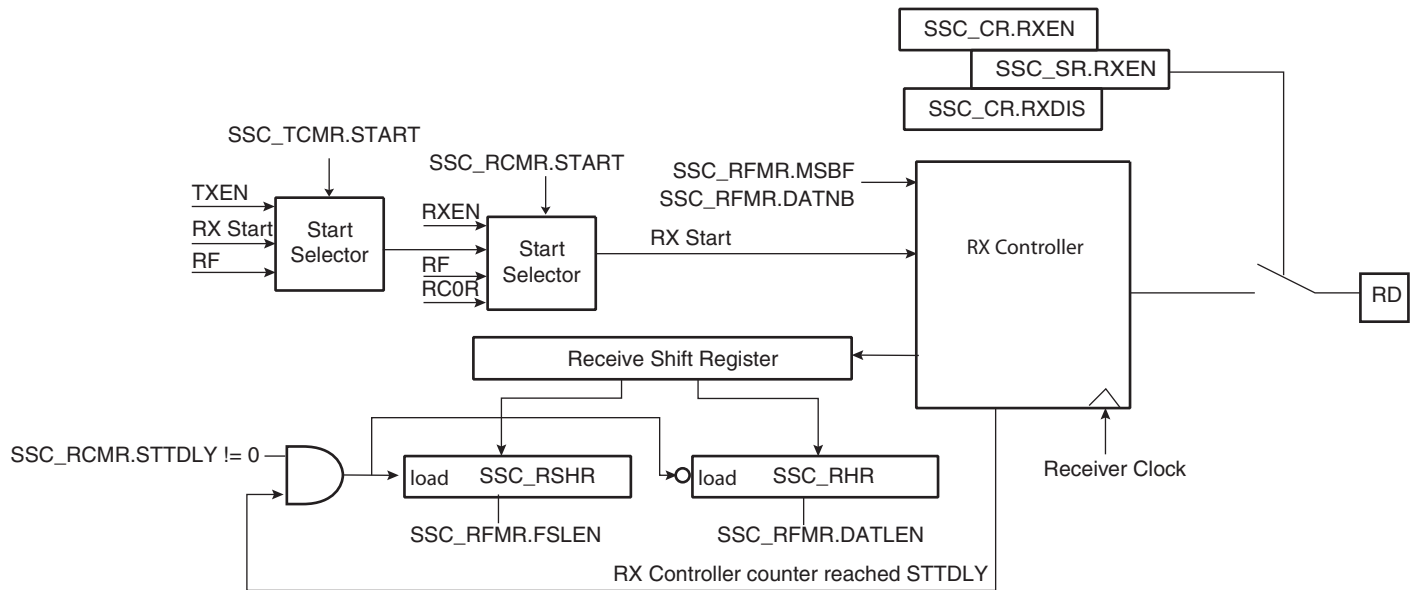 SSC_CR.RXEN
SSC_SR.RXEN
SSC_CR.RXDIS
SSC_TCMR.START
SSC_RCMR.START
SSC_RFMR.MSBF
SSC_RFMR.DATNB
TXEN
RX Start
RF
Start
Selector
RXEN
RF
RC0R
Start
Selector
RX Start
RX Controller
RD
Receive Shift Register
SSC_RCMR.STTDLY != 0
load
SSC_RSHR
load
SSC_RHR
Receiver Clock
SSC_RFMR.FSLEN
SSC_RFMR.DATLEN
RX Controller counter reached STTDLY